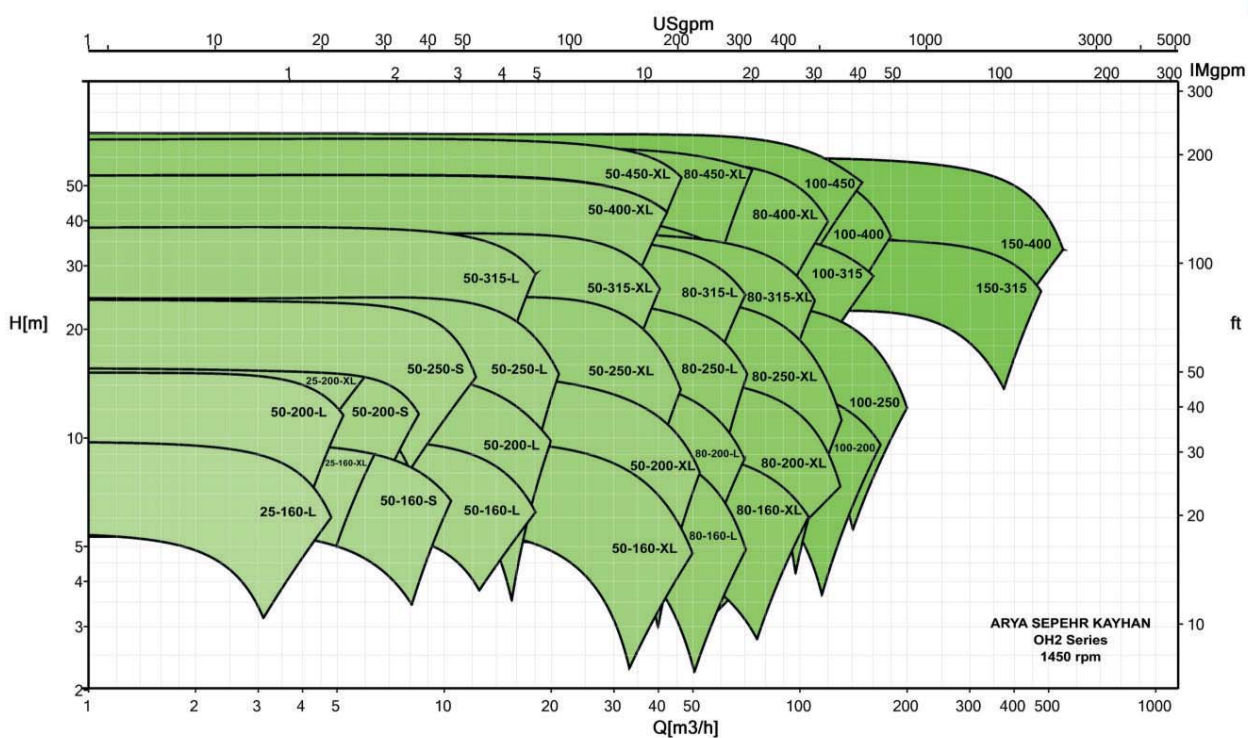 USgpm
1 10 20 30 40 50 100 200 300 400 1000 3000 5000
1 2 3 4 5 10 20 30 40 50 100 200 300 IMgpm
300
200
50
50-450-XL 80-450-XL 100-450
50-400-XL 80-400-XL
40
100-400 150-400
30
100
50-315-L 50-315-XL 80-315-L 80-315-XL 100-315 150-315
H[m] 20 ft
50-250-S 50-250-L 50-250-XL 80-250-L 80-250-XL 50
25-200-XL
100-250
50-200-L 50-200-S 40
10
50-200-L 80-200-L 100-200 30
25-160-XL 50-200-XL 80-200-XL
50-160-S
25-160-L 50-160-L 80-160-XL 20
50-160-XL 80-160-L
5
4
3
ARYA SEPEHR KAYHAN 10
OH2 Series
1450 rpm
2
1 2 3 4 5 10 20 30 40 50 100 200 300 400 500 1000
Q[m3/h]